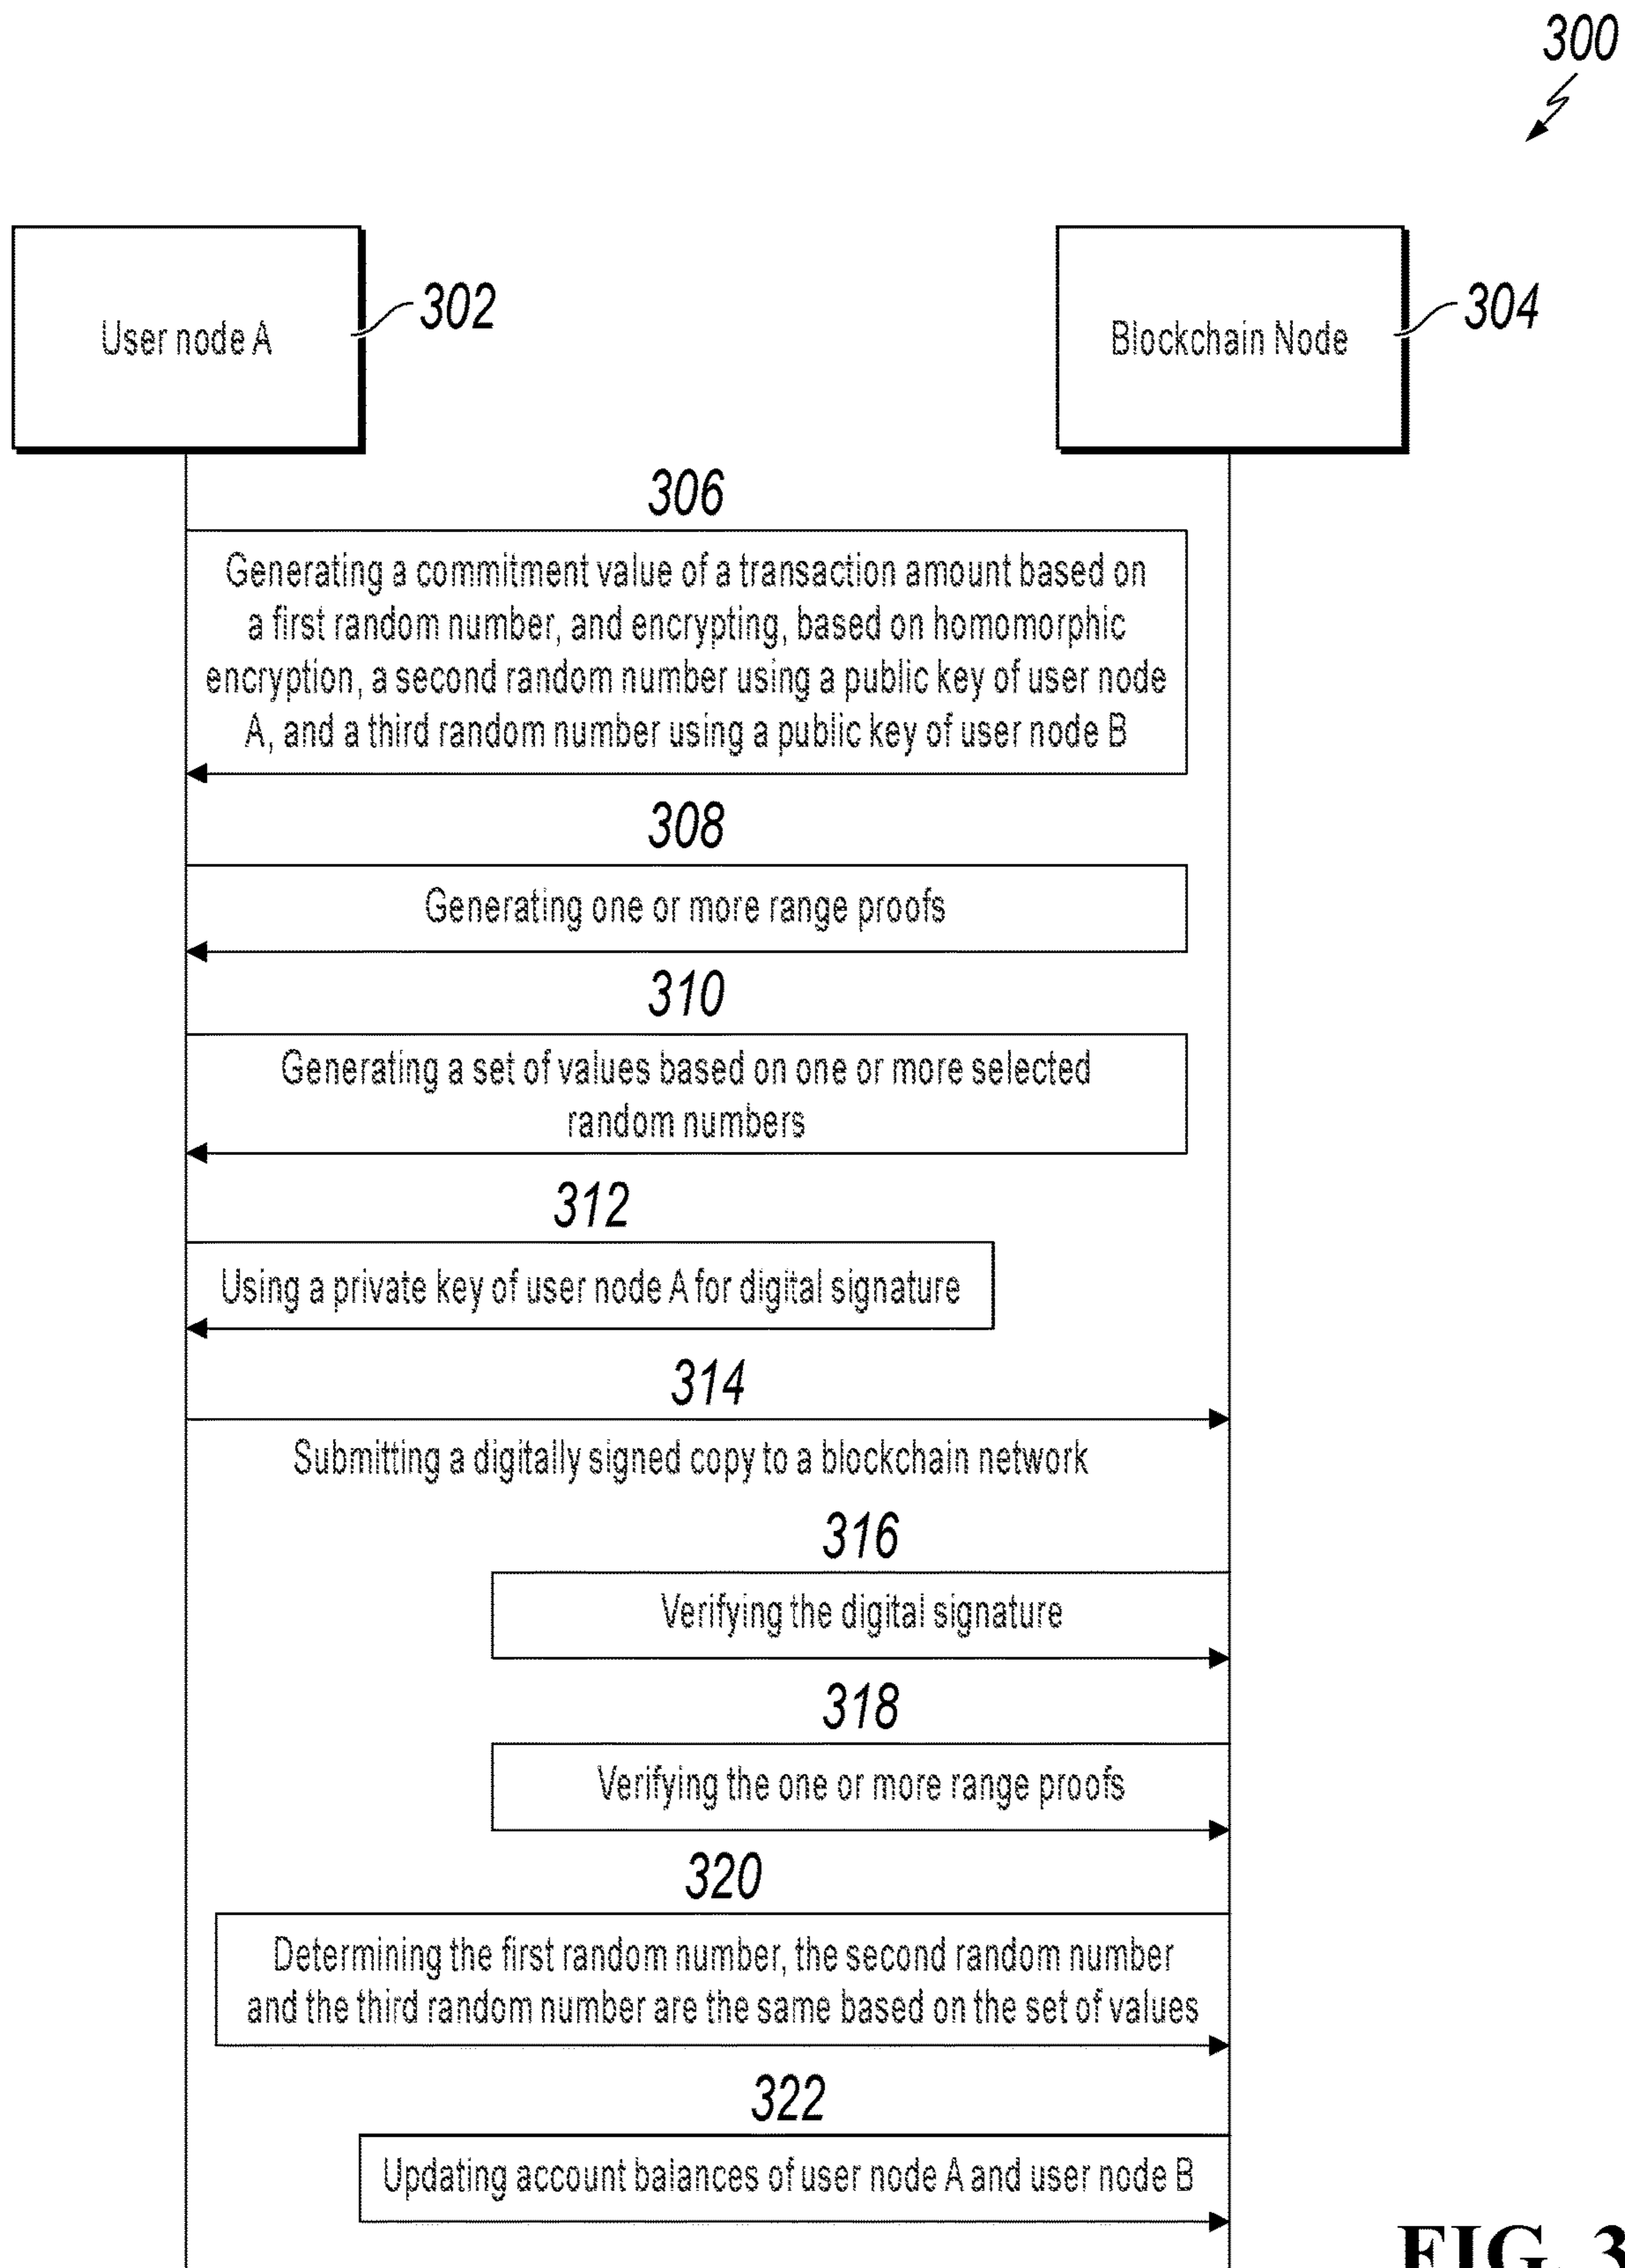 300
User node A
302
Blockchain Node
304
306
Generating a commitment value of a transaction amount based on
a first random number, and encrypting, based on homomorphic
encryption, a second random number using a public key of user node
A, and a third random number using a public key of user node B
308
Generating one or more range proofs
310
Generating a set of values based on one or more selected
random numbers
312
Using a private key of user node A for digital signature
314
Submitting a digitally signed copy to a blockchain network
316
Verifying the digital signature
318
Verifying the one or more range proofs
320
Determining the first random number, the second random number
and the third random number are the same based on the set of values
322
Updating account balances of user node A and user node B
FIG. 3